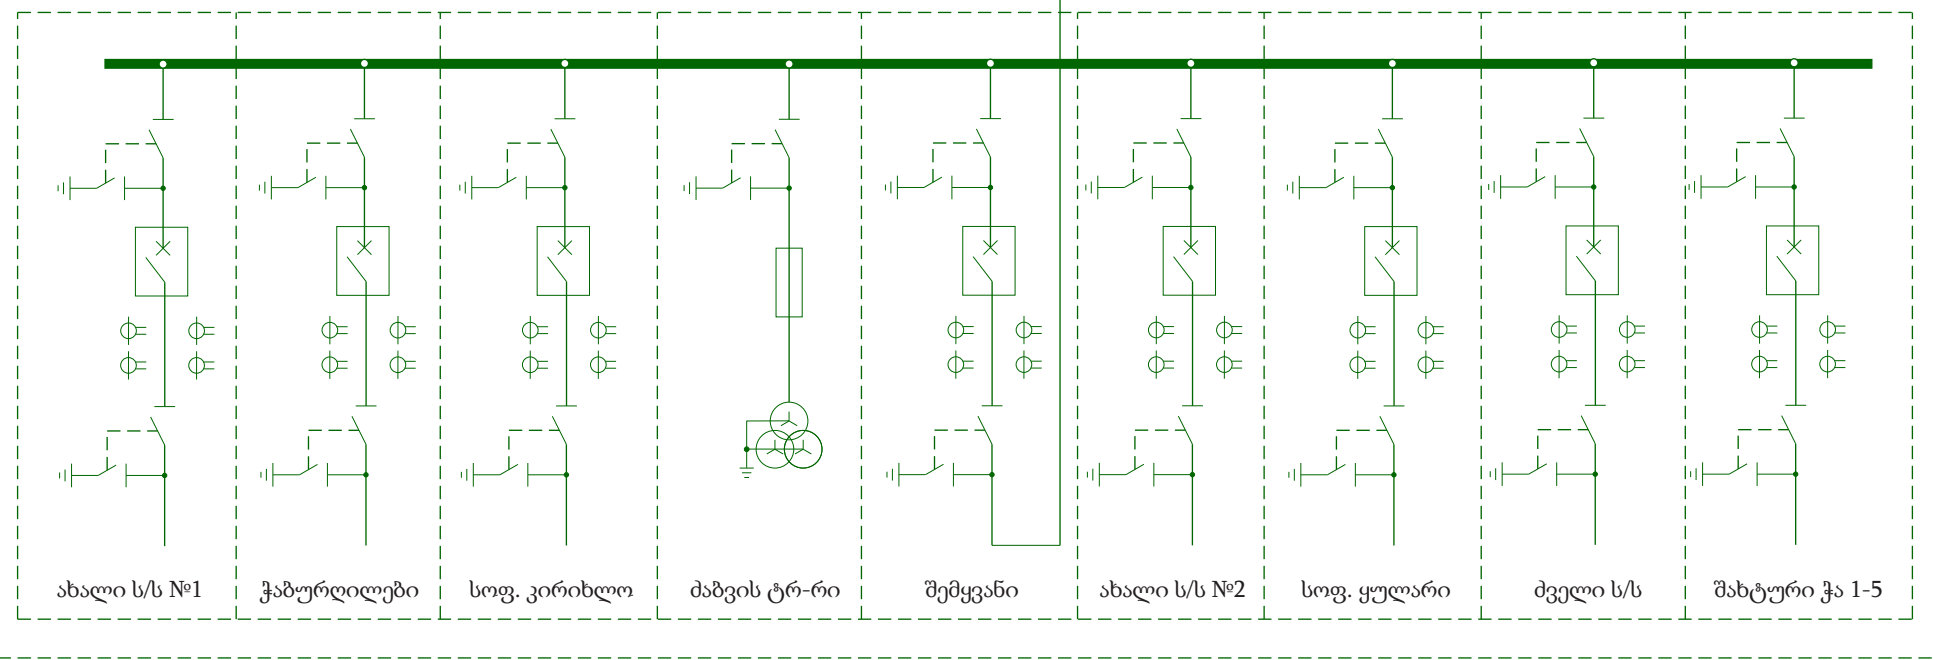 ახალი ს/ს №1
ჭაბურღილები
სოფ. კირიხლო
ძაბვის ტრ-რი
შემყვანი
ახალი ს/ს №2
სოფ. ყულარი
ძველი ს/ს
შახტური ჭა 1-5